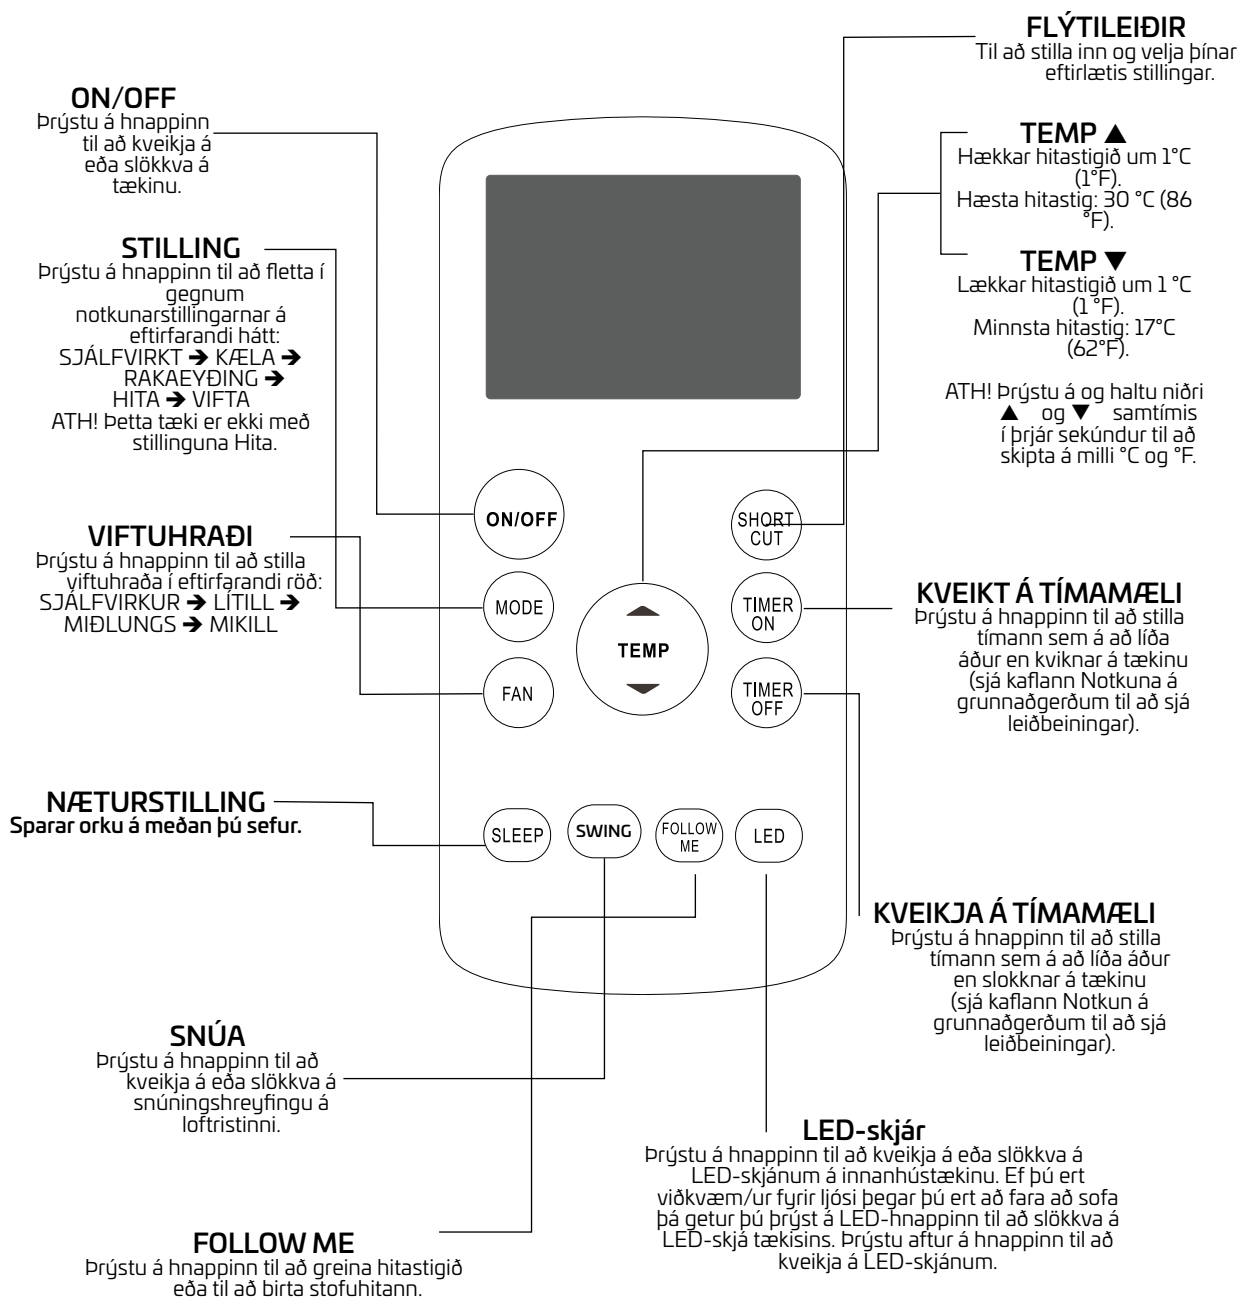 FLÝTILEIÐIR
Til að stilla inn og velja þínar
eftirlætis stillingar.
ON/OFF
Þrýstu á hnappinn
til að kveikja á
eða slökkva á
tækinu.
TEMP ▲
Hækkar hitastigið um 1°C
(1°F).
Hæsta hitastig: 30 °C (86
°F).
STILLING
Þrýstu á hnappinn til að fletta í
gegnum
notkunarstillingarnar á
eftirfarandi hátt:
SJÁLFVIRKT ➔ KÆLA ➔
RAKAEYÐING ➔
HITA ➔ VIFTA
ATH! Þetta tæki er ekki með
stillinguna Hita.
TEMP ▼
Lækkar hitastigið um 1 °C
(1 °F).
Minnsta hitastig: 17°C
(62°F).
ATH! Þrýstu á og haltu niðri
▲ og ▼ samtímis
í þrjár sekúndur til að
skipta á milli °C og °F.
VIFTUHRAÐI
Þrýstu á hnappinn til að stilla
viftuhraða í eftirfarandi röð:
SJÁLFVIRKUR ➔ LÍTILL ➔
MIÐLUNGS ➔ MIKILL
ON/OFF
SHORT
CUT
MODE
TEMP
TIMER
ON
FAN
TIMER
OFF
KVEIKT Á TÍMAMÆLI
Þrýstu á hnappinn til að stilla
tímann sem á að líða
áður en kviknar á tækinu
(sjá kaflann Notkuna á
grunnaðgerðum til að sjá
leiðbeiningar).
NÆTURSTILLING
Sparar orku á meðan þú sefur.
SLEEP
SWING
FOLLOW
ME
LED
KVEIKJA Á TÍMAMÆLI
Þrýstu á hnappinn til að stilla
tímann sem á að líða áður
en slokknar á tækinu
(sjá kaflann Notkun á
grunnaðgerðum til að sjá
leiðbeiningar).
SNÚA
Þrýstu á hnappinn til að
kveikja á eða slökkva á
snúningshreyfingu á
loftristinni.
LED-skjár
Þrýstu á hnappinn til að kveikja á eða slökkva á
LED-skjánum á innanhústækinu. Ef þú ert
viðkvæm/ur fyrir ljósi þegar þú ert að fara að sofa
þá getur þú þrýst á LED-hnappinn til að slökkva á
LED-skjá tækisins. Þrýstu aftur á hnappinn til að
kveikja á LED-skjánum.
FOLLOW ME
Þrýstu á hnappinn til að greina hitastigið
eða til að birta stofuhitann.